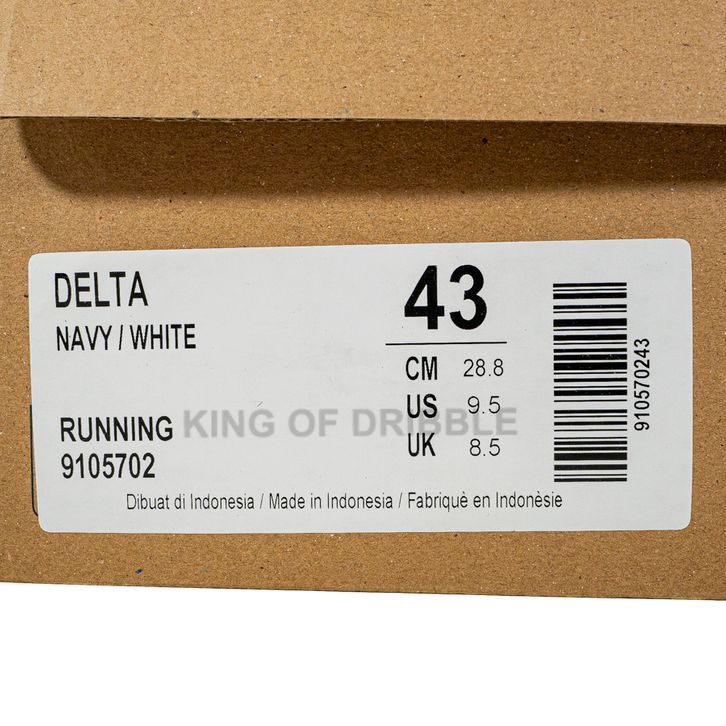 DELTA
NAVY / WHITE
RUNNING
9105702
43
CM 28.8
US 9.5
UK 8.5
910570243
Dibuat di Indonesia / Made in Indonesia / Fabriquè en Indonèsie
KING OF DRIBBLE